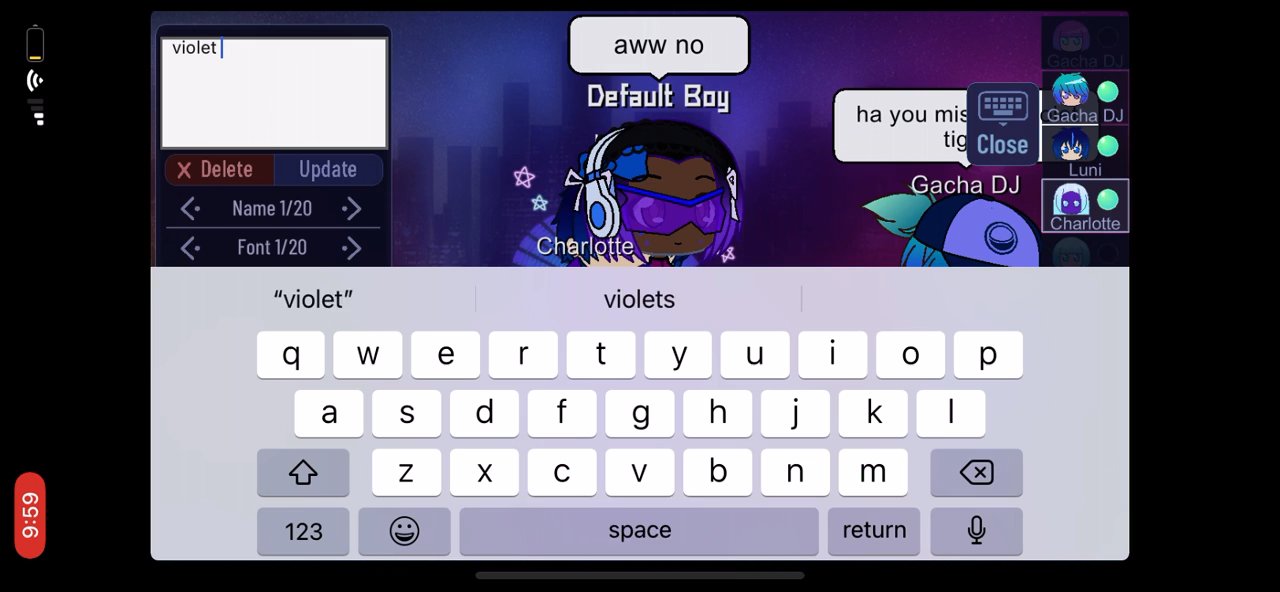 violet
Delete
Update
Name 1/20
Font 1/20
aww no
Default Boy
Charlotte
ha you mis
tig
Gacha DJ
Close
Gacha DJ
Gacha DJ
Luni
Charlotte
“violet”
violets
q w e r t y u i o p
a s d f g h j k l
z x c v b n m
123
space
return
9:59